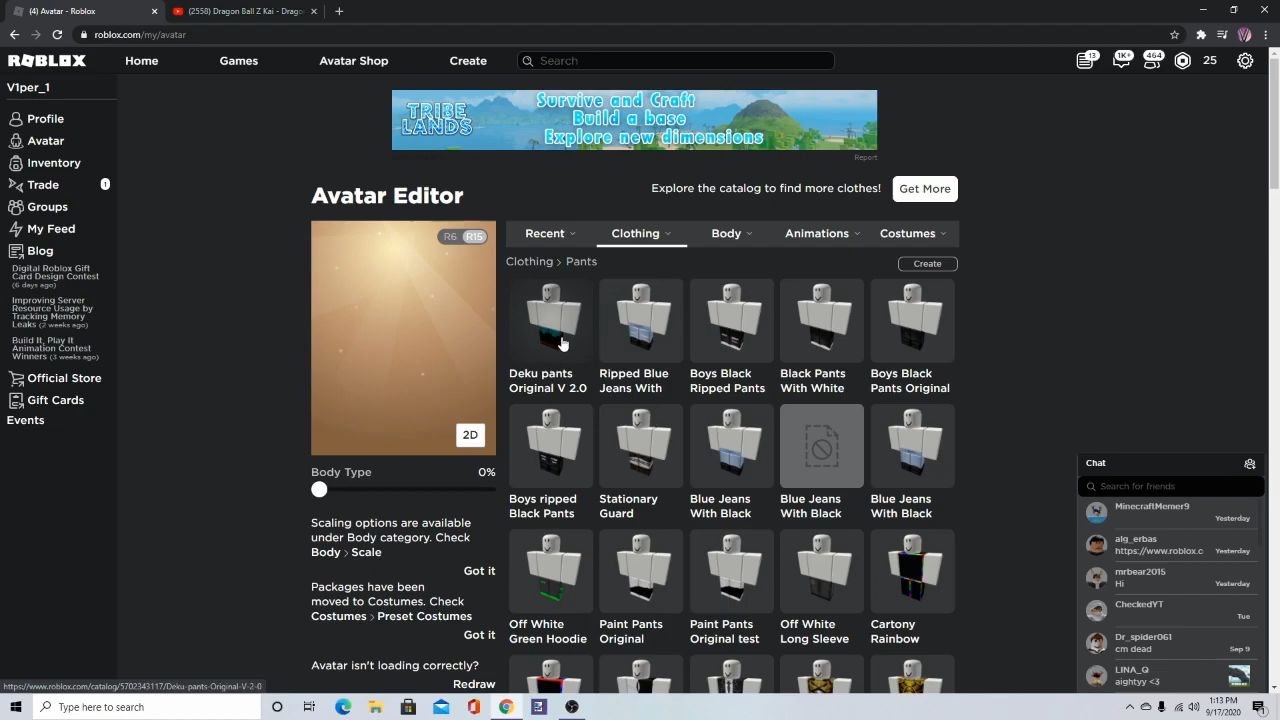 (4) Avatar - Roblox
(2558) Dragon Ball Z Kai - Drago
roblox.com/my/avatar
ROBLOX
Home
Games
Avatar Shop
Create
Search
13
1K+
464
25
V1per_1
Profile
Avatar
Inventory
Trade
1
Groups
My Feed
Blog
Digital Roblox Gift
Card Design Contest
(6 days ago)
Improving Server
Resource Usage by
Tracking Memory
Leaks (2 weeks ago)
Build It, Play It
Animation Contest
Winners (3 weeks ago)
Official Store
Gift Cards
Events
TRIBE
LANDS
Survive and Craft
Build a base
Explore new dimensions
Report
Avatar Editor
Explore the catalog to find more clothes!
Get More
R6
R15
2D
Body Type
0%
Scaling options are available
under Body category. Check
Body > Scale
Got it
Packages have been
moved to Costumes. Check
Costumes > Preset Costumes
Got it
Avatar isn't loading correctly?
Redraw
Recent
Clothing
Body
Animations
Costumes
Clothing > Pants
Create
Deku pants
Original V 2.0
Ripped Blue
Jeans With
Boys Black
Ripped Pants
Black Pants
With White
Boys Black
Pants Original
Boys ripped
Black Pants
Stationary
Guard
Blue Jeans
With Black
Blue Jeans
With Black
Blue Jeans
With Black
Off White
Green Hoodie
Paint Pants
Original
Paint Pants
Original test
Off White
Long Sleeve
Cartony
Rainbow
Chat
Search for friends
MinecraftMemer9
Yesterday
alg_erbas
https://www.roblox.c
Yesterday
mrbear2015
Hi
Yesterday
CheckedYT
Tue
Dr_spider061
cm dead
Sep 9
LINA_Q
aightyy <3
https://www.roblox.com/catalog/5702343117/Deku-pants-Original-V-2-0
Type here to search
1:13 PM
9/17/2020
1